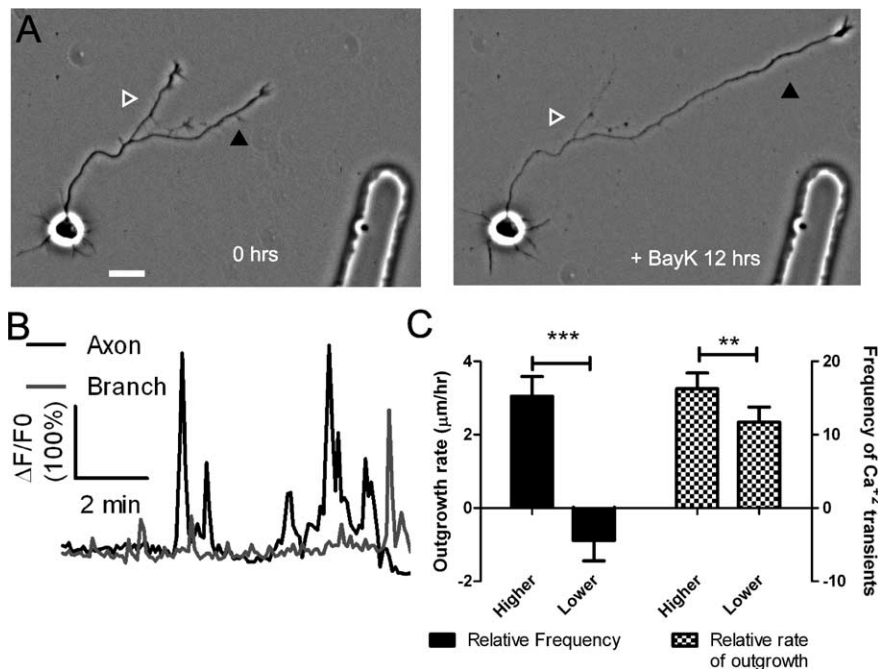 A
0 hrs
+ BayK 12 hrs
B
Axon
Branch
ΔF/F0
(100%)
2 min
C
***
**
Outgrowth rate (μm/hr)
4
2
0
-2
Frequency of Ca⁺² transients
20
10
0
-10
Higher
Lower
Higher
Lower
Relative Frequency
Relative rate
of outgrowth